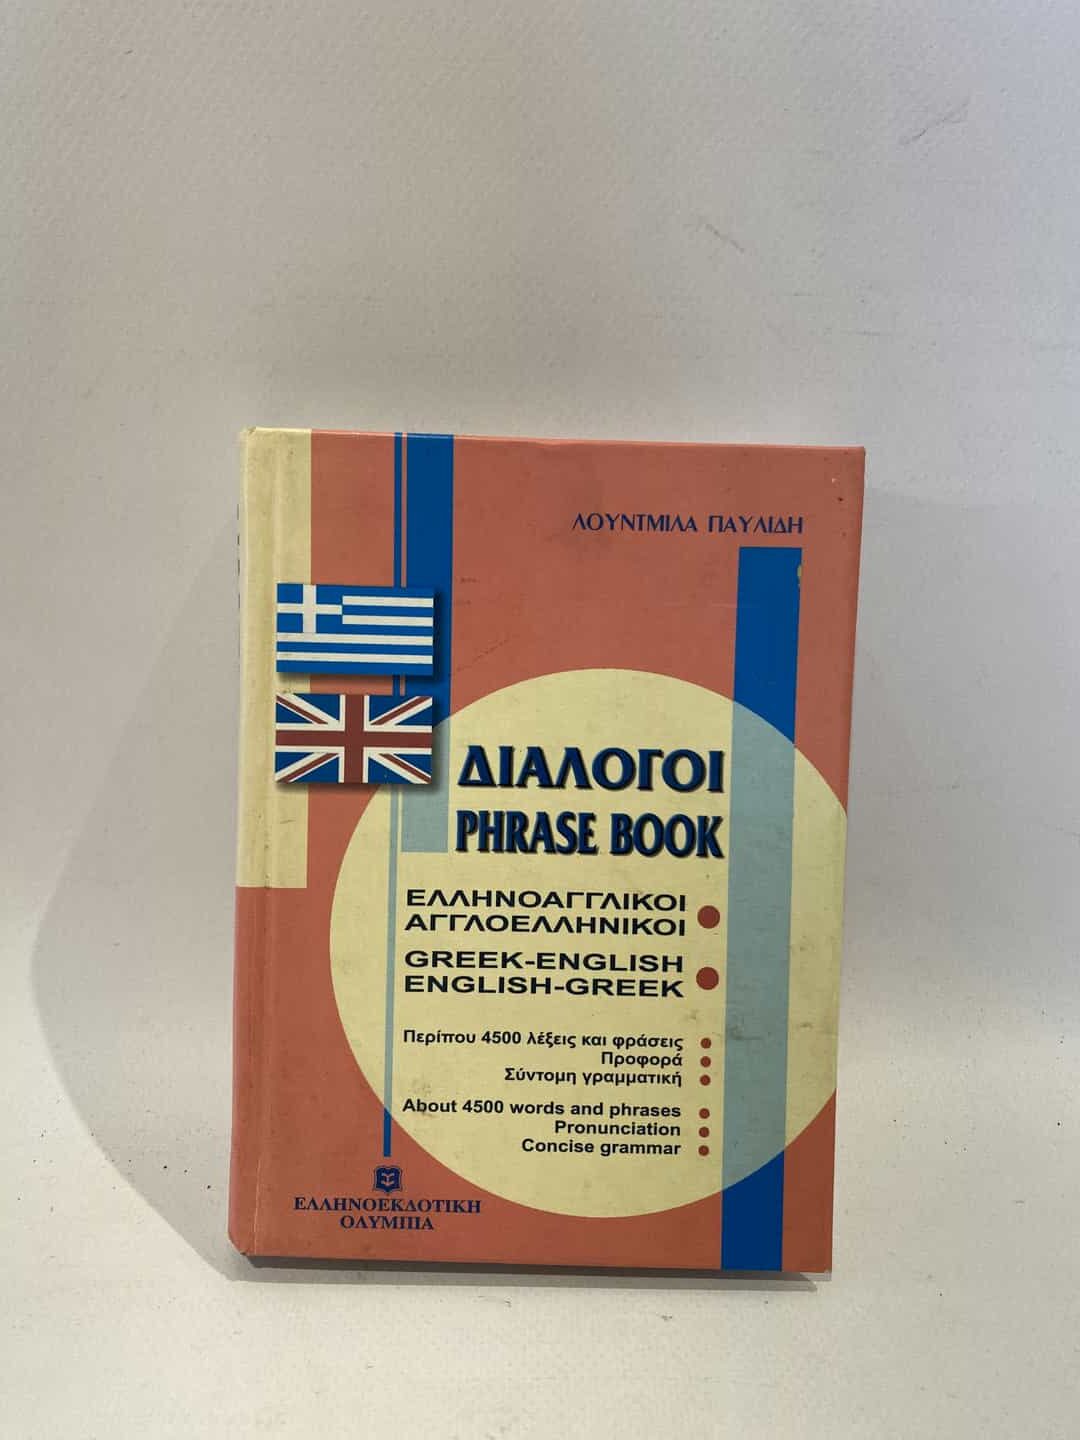 ΛΟΥΝΤΜΙΛΑ ΠΑΥΛΙΔΗ
ΔΙΑΛΟΓΟΙ
PHRASE BOOK
ΕΛΛΗΝΟΑΓΓΛΙΚΟΙ
ΑΓΓΛΟΕΛΛΗΝΙΚΟΙ
GREEK-ENGLISH
ENGLISH-GREEK
Περίπου 4500 λέξεις και φράσεις
Προφορά
Σύντομη γραμματική
About 4500 words and phrases
Pronunciation
Concise grammar
ΕΛΛΗΝΟΕΚΔΟΤΙΚΗ
ΟΛΥΜΠΙΑ